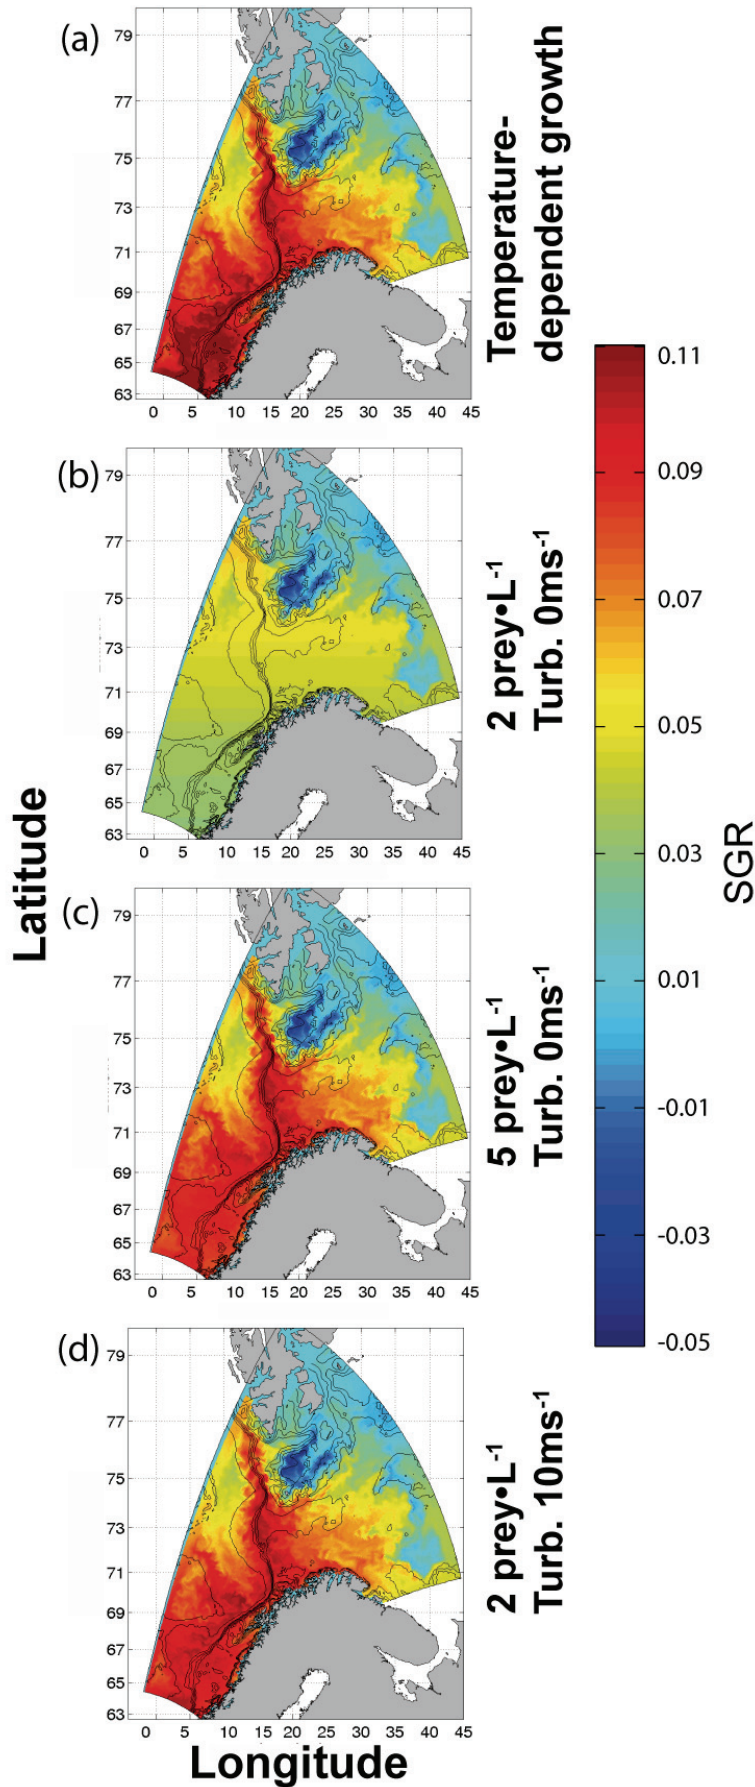 (a)
79
77
75
73
71
69
67
65
63
0 5 10 15 20 25 30 35 40 45
Temperature-
dependent growth
(b)
79
77
75
73
71
69
67
65
63
0 5 10 15 20 25 30 35 40 45
2 prey•L-1
Turb. 0ms-1
(c)
79
77
75
73
71
69
67
65
63
0 5 10 15 20 25 30 35 40 45
5 prey•L-1
Turb. 0ms-1
(d)
79
77
75
73
71
69
67
65
63
0 5 10 15 20 25 30 35 40 45
2 prey•L-1
Turb. 10ms-1
Latitude
Longitude
0.11
0.09
0.07
0.05
0.03
0.01
-0.01
-0.03
-0.05
SGR